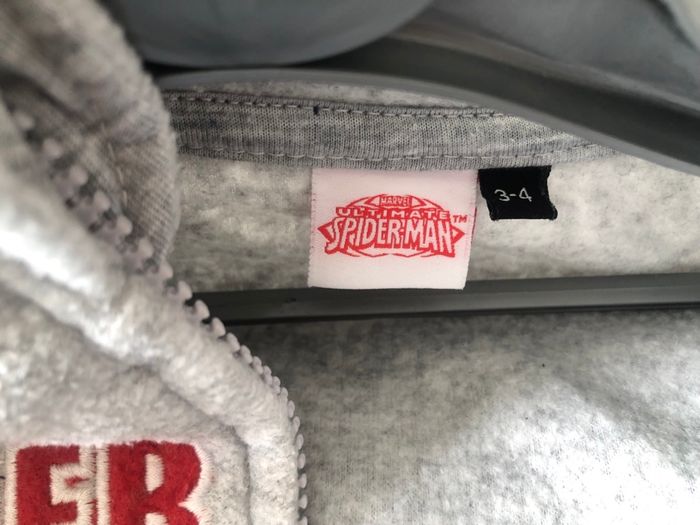 MARVEL
ULTIMATE
SPIDER-MAN™
3-4
ER